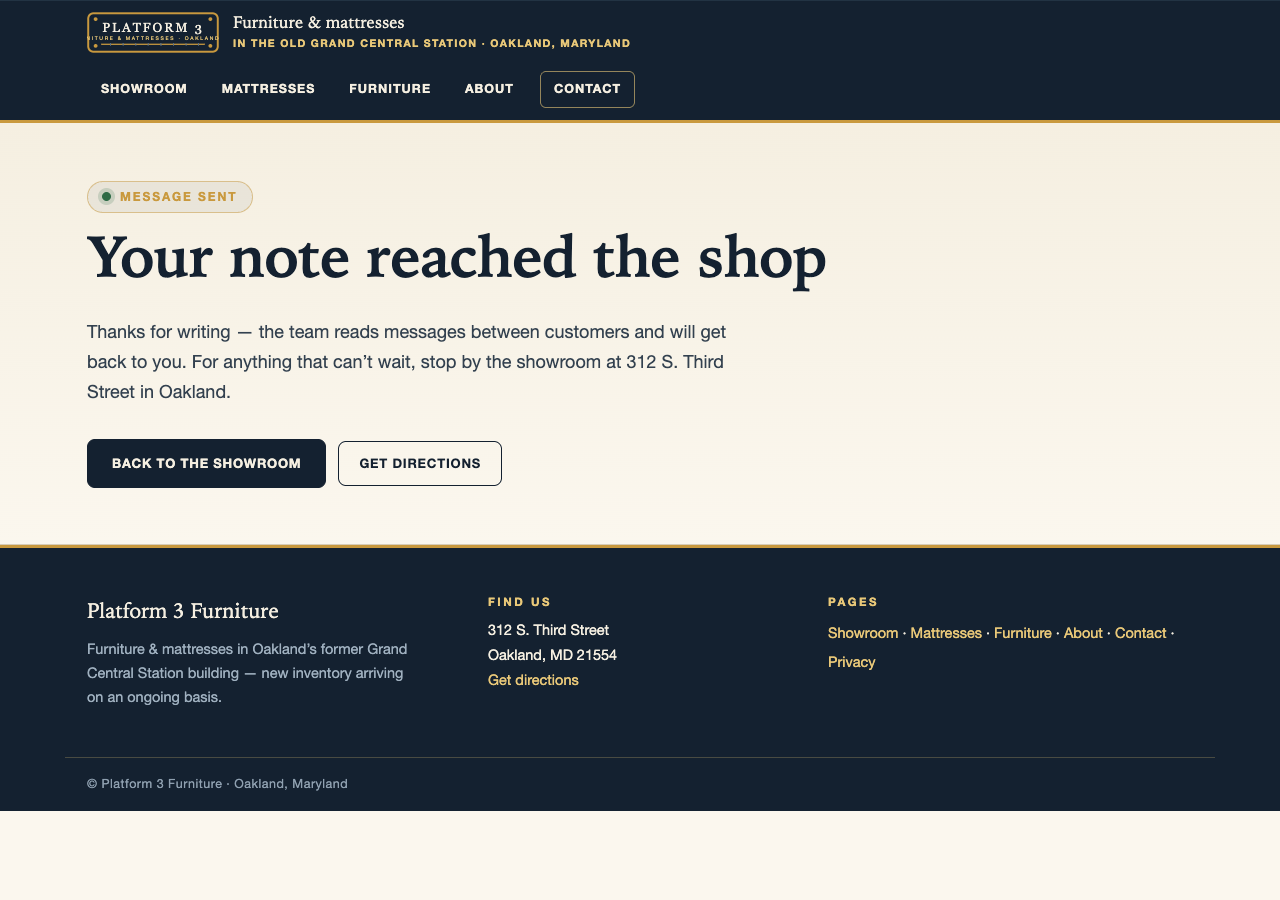 PLATFORM 3
Furniture & mattresses
IN THE OLD GRAND CENTRAL STATION · OAKLAND, MARYLAND
SHOWROOM MATTRESSES FURNITURE ABOUT CONTACT
MESSAGE SENT
Your note reached the shop
Thanks for writing — the team reads messages between customers and will get
back to you. For anything that can’t wait, stop by the showroom at 312 S. Third
Street in Oakland.
BACK TO THE SHOWROOM GET DIRECTIONS
Platform 3 Furniture
Furniture & mattresses in Oakland’s former Grand
Central Station building — new inventory arriving
on an ongoing basis.
FIND US
312 S. Third Street
Oakland, MD 21554
Get directions
PAGES
Showroom · Mattresses · Furniture · About · Contact ·
Privacy
© Platform 3 Furniture · Oakland, Maryland